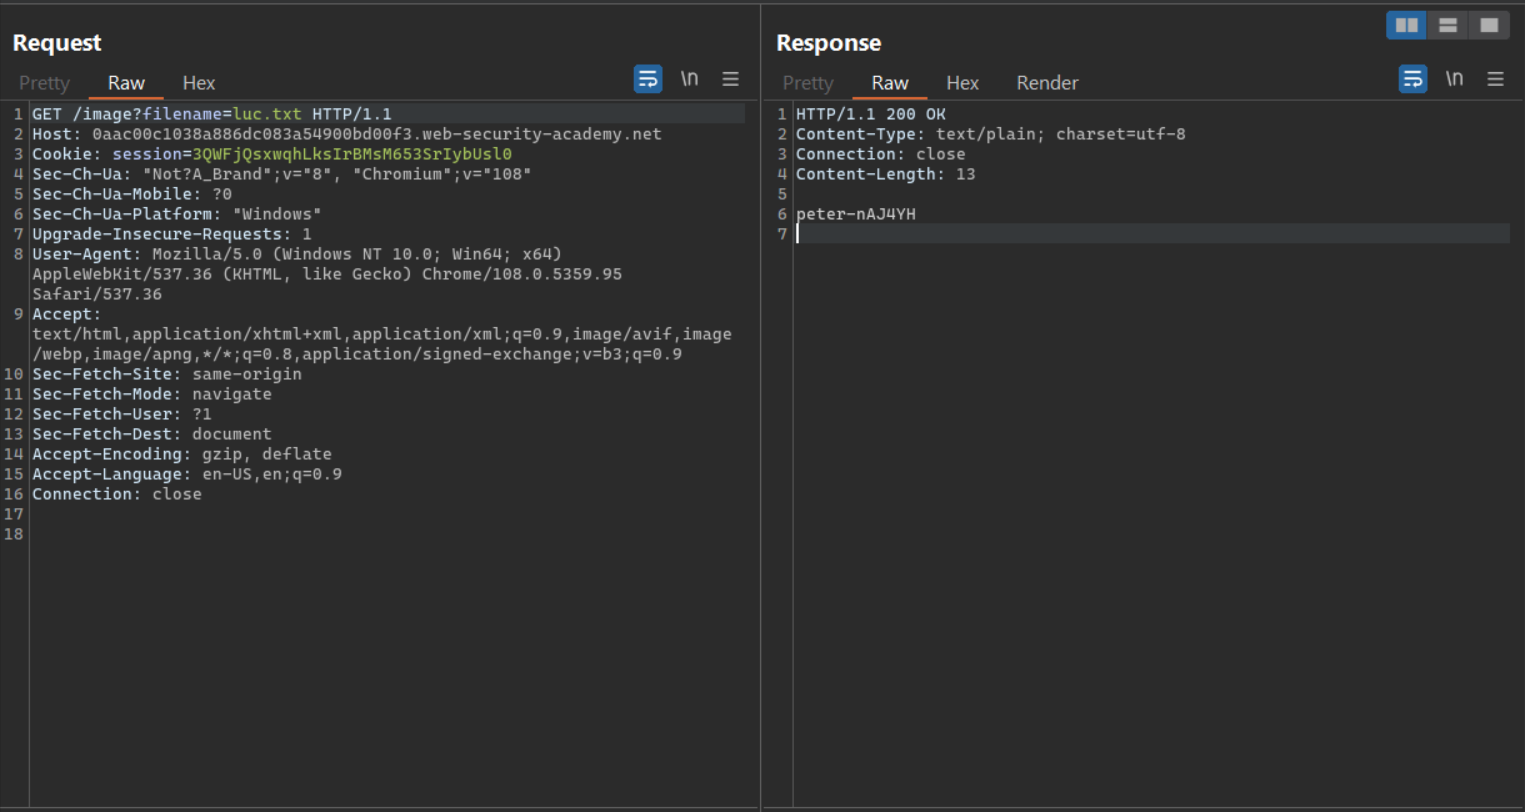 Request
Pretty Raw Hex \n
1 GET /image?filename=luc.txt HTTP/1.1
2 Host: 0aac00c1038a886dc083a54900bd00f3.web-security-academy.net
3 Cookie: session=3QWFjQsxwqhLksIrBMsM653SrIybUsl0
4 Sec-Ch-Ua: "Not?A_Brand";v="8", "Chromium";v="108"
5 Sec-Ch-Ua-Mobile: ?0
6 Sec-Ch-Ua-Platform: "Windows"
7 Upgrade-Insecure-Requests: 1
8 User-Agent: Mozilla/5.0 (Windows NT 10.0; Win64; x64)
AppleWebKit/537.36 (KHTML, like Gecko) Chrome/108.0.5359.95
Safari/537.36
9 Accept:
text/html,application/xhtml+xml,application/xml;q=0.9,image/avif,image
/webp,image/apng,*/*;q=0.8,application/signed-exchange;v=b3;q=0.9
10 Sec-Fetch-Site: same-origin
11 Sec-Fetch-Mode: navigate
12 Sec-Fetch-User: ?1
13 Sec-Fetch-Dest: document
14 Accept-Encoding: gzip, deflate
15 Accept-Language: en-US,en;q=0.9
16 Connection: close
17
18
Response
Pretty Raw Hex Render \n
1 HTTP/1.1 200 OK
2 Content-Type: text/plain; charset=utf-8
3 Connection: close
4 Content-Length: 13
5
6 peter-nAJ4YH
7